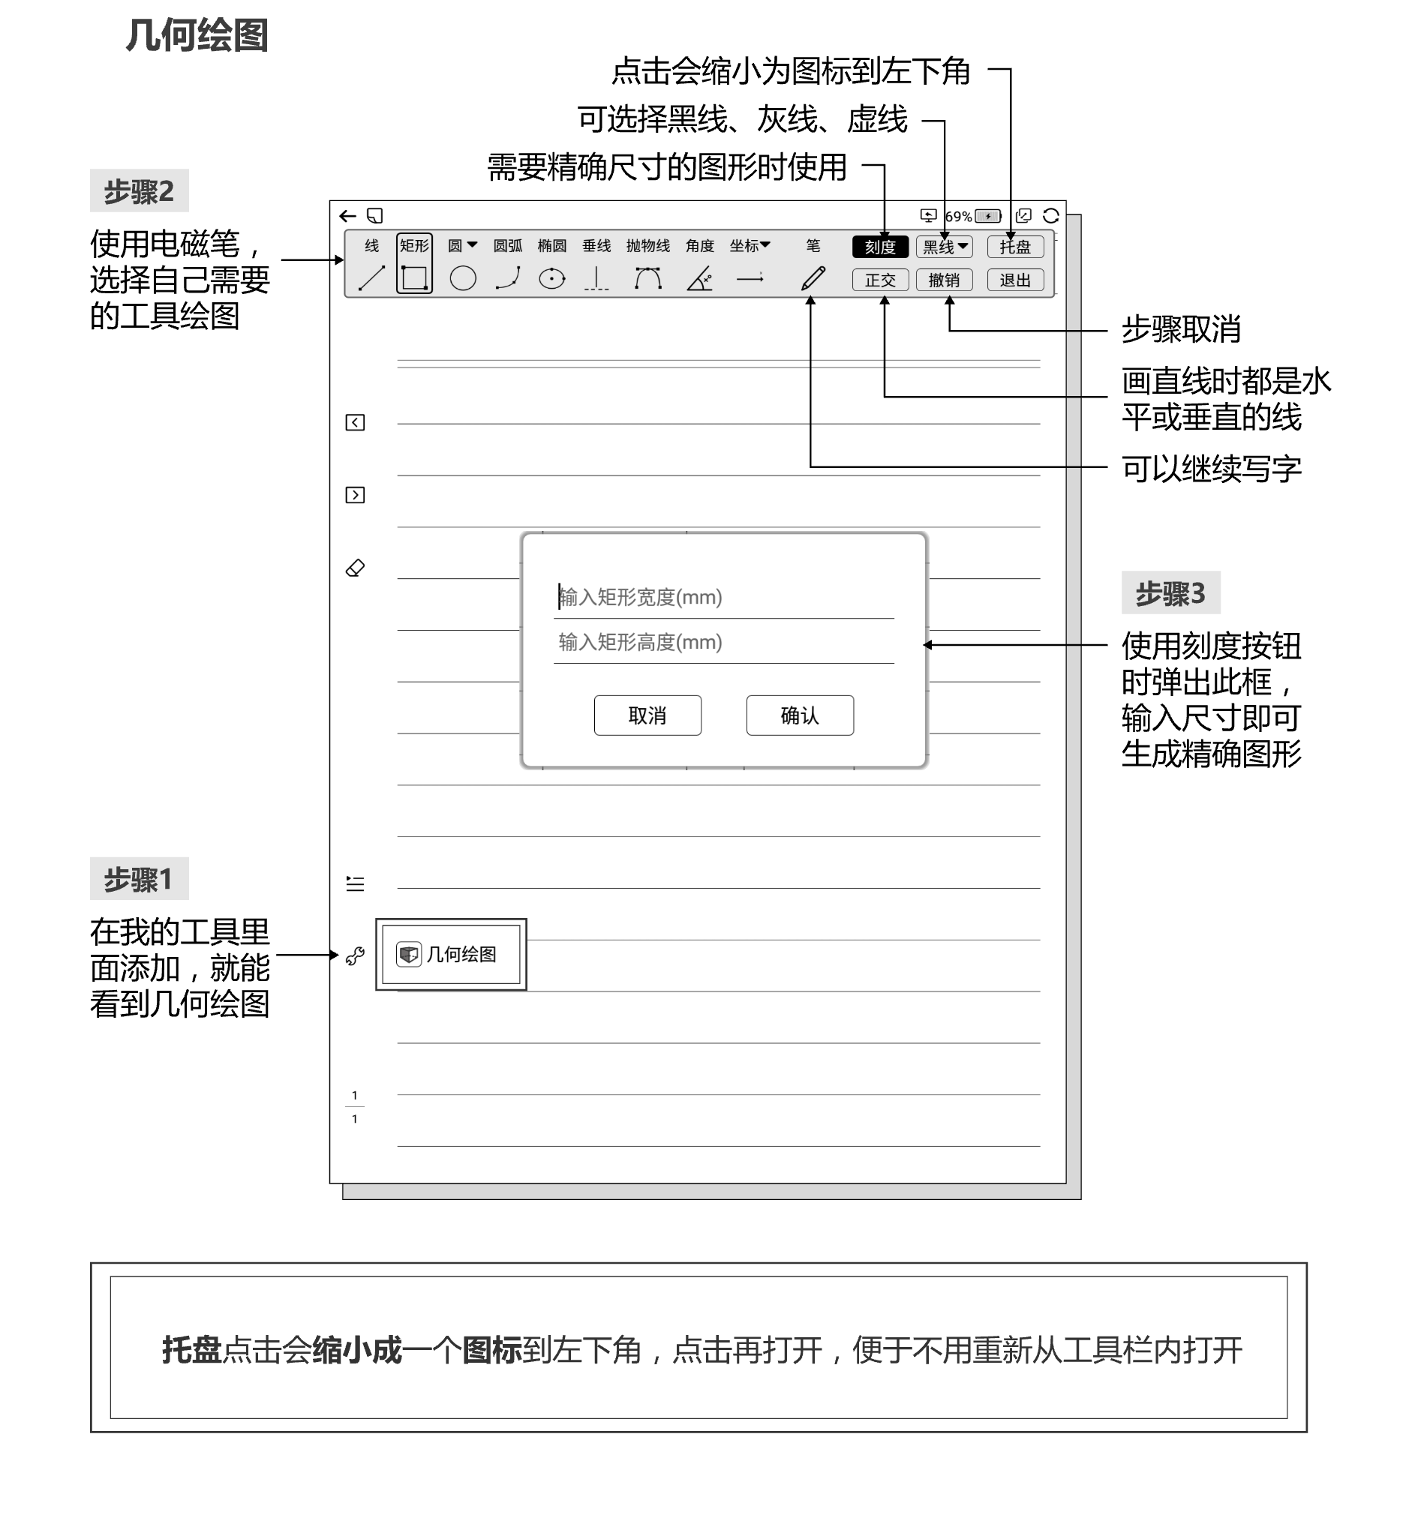 几何绘图
点击会缩小为图标到左下角
可选择黑线、灰线、虚线
需要精确尺寸的图形时使用
步骤2
使用电磁笔，
选择自己需要
的工具绘图
69%
线 矩形 圆 圆弧 椭圆 垂线 抛物线 角度 坐标 笔 刻度 黑线 托盘
正交 撤销 退出
步骤取消
画直线时都是水
平或垂直的线
可以继续写字
输入矩形宽度(mm)
输入矩形高度(mm)
取消 确认
步骤3
使用刻度按钮
时弹出此框，
输入尺寸即可
生成精确图形
步骤1
在我的工具里
面添加，就能
看到几何绘图
几何绘图
1
1
托盘点击会缩小成一个图标到左下角，点击再打开，便于不用重新从工具栏内打开